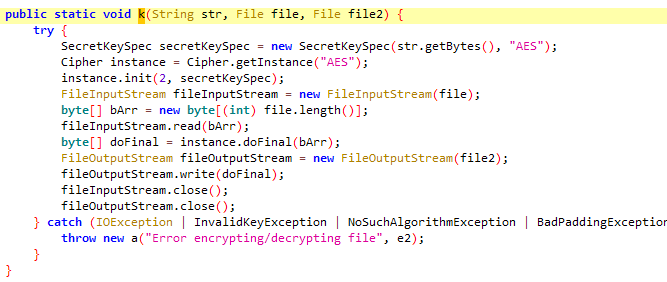 public static void k(String str, File file, File file2) {
    try {
        SecretKeySpec secretKeySpec = new SecretKeySpec(str.getBytes(), "AES");
        Cipher instance = Cipher.getInstance("AES");
        instance.init(2, secretKeySpec);
        FileInputStream fileInputStream = new FileInputStream(file);
        byte[] bArr = new byte[(int) file.length()];
        fileInputStream.read(bArr);
        byte[] doFinal = instance.doFinal(bArr);
        FileOutputStream fileOutputStream = new FileOutputStream(file2);
        fileOutputStream.write(doFinal);
        fileInputStream.close();
        fileOutputStream.close();
    } catch (IOException | InvalidKeyException | NoSuchAlgorithmException | BadPaddingException
        throw new a("Error encrypting/decrypting file", e2);
    }
}